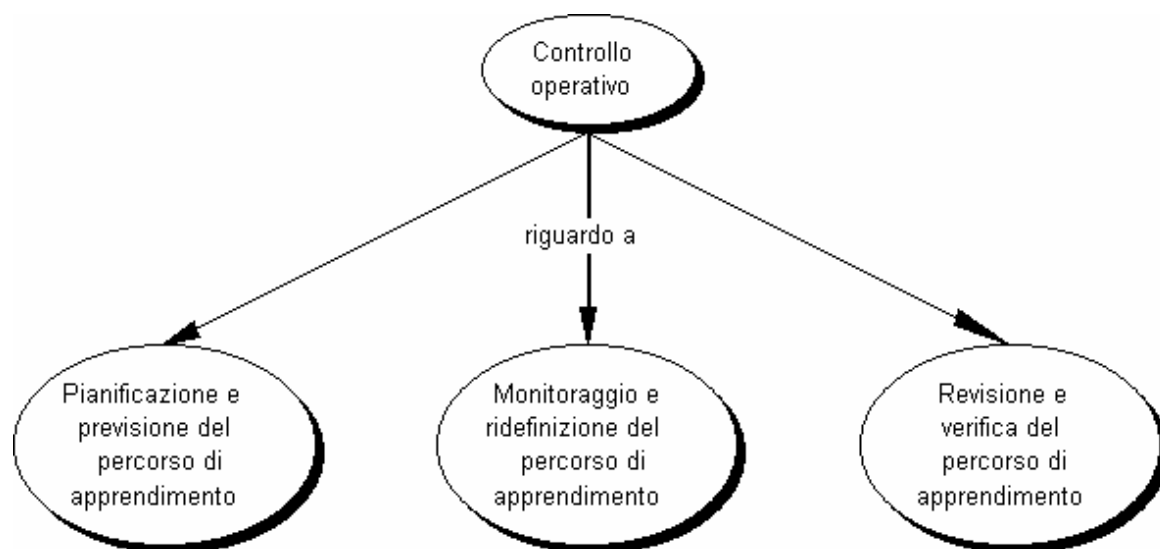 Controllo
operativo
riguardo a
Pianificazione e
previsione del
percorso di
apprendimento
Monitoraggio e
ridefinizione del
percorso di
apprendimento
Revisione e
verifica del
percorso di
apprendimento